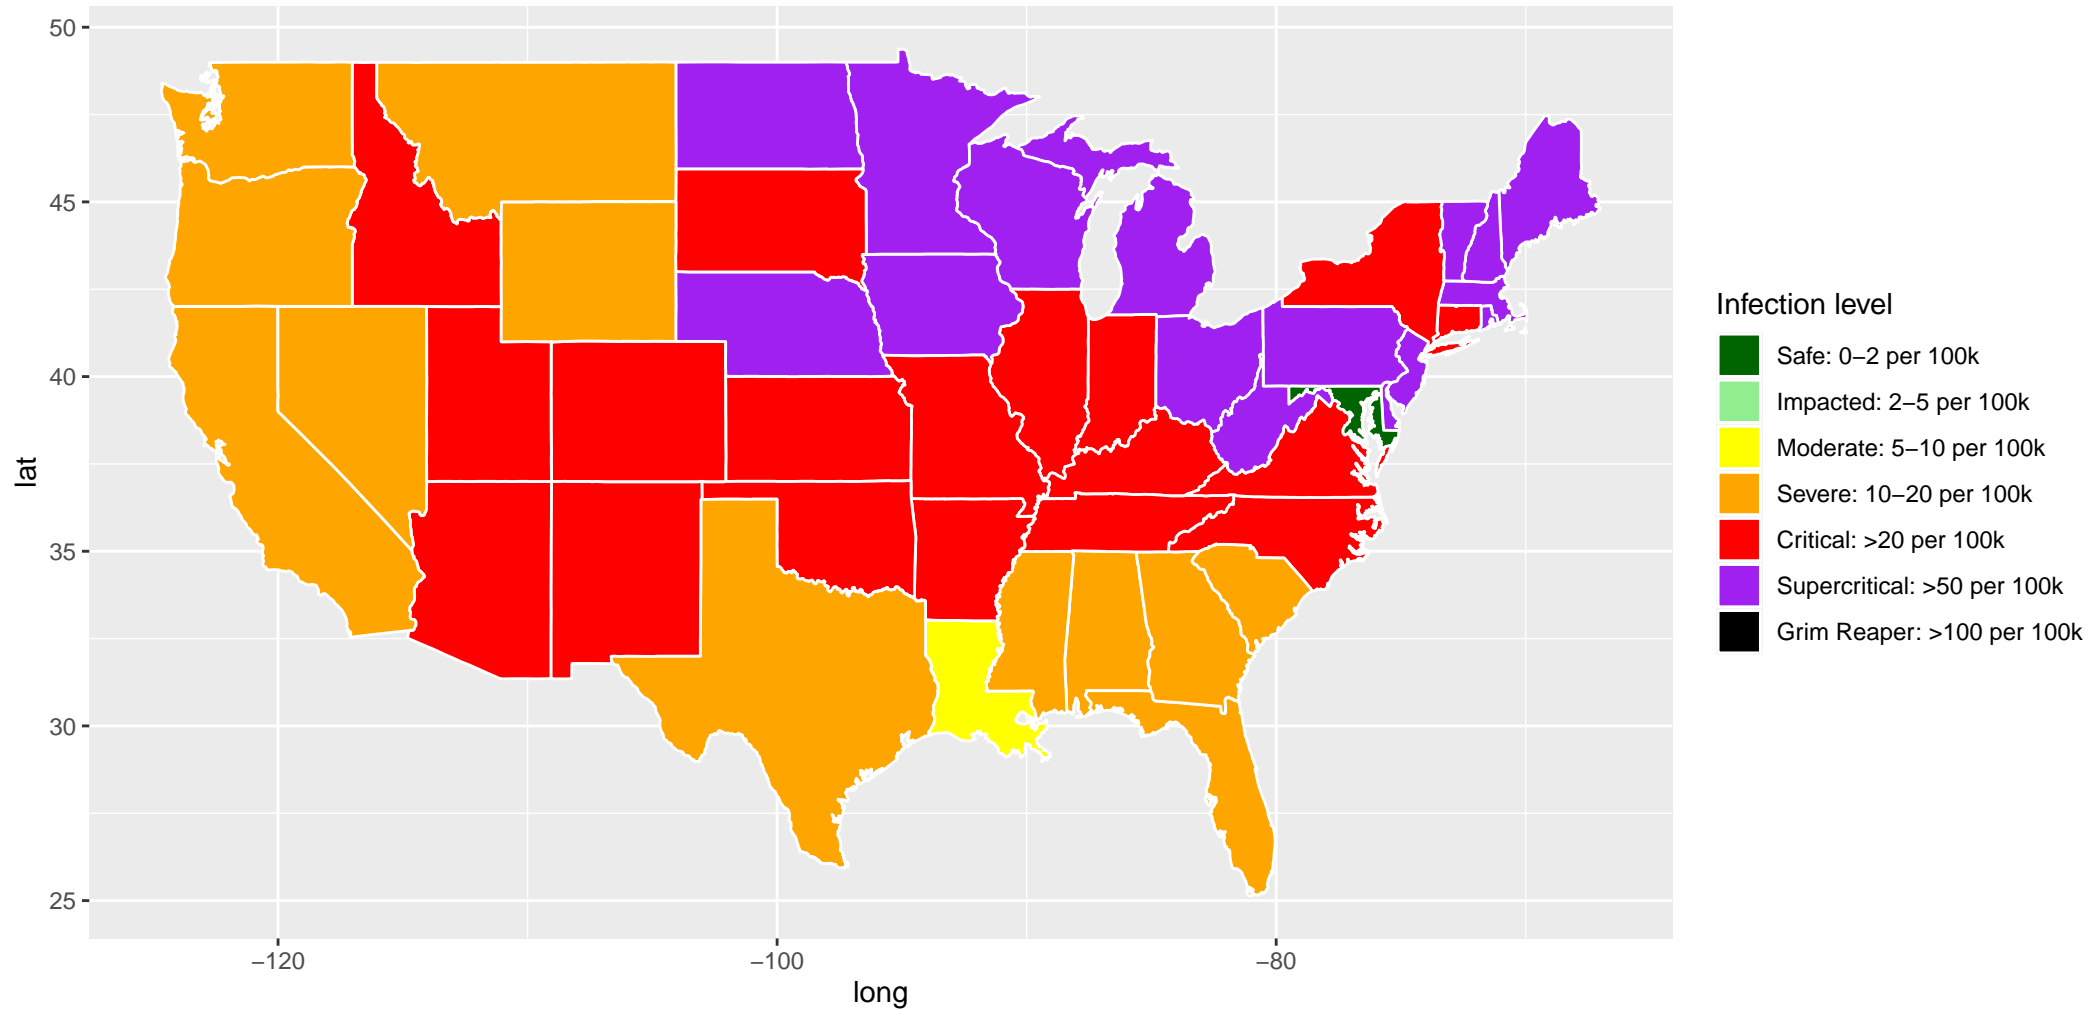 50
45
40
35
30
25
lat
−120
−100
−80
long
Infection level
Safe: 0−2 per 100k
Impacted: 2−5 per 100k
Moderate: 5−10 per 100k
Severe: 10−20 per 100k
Critical: >20 per 100k
Supercritical: >50 per 100k
Grim Reaper: >100 per 100k